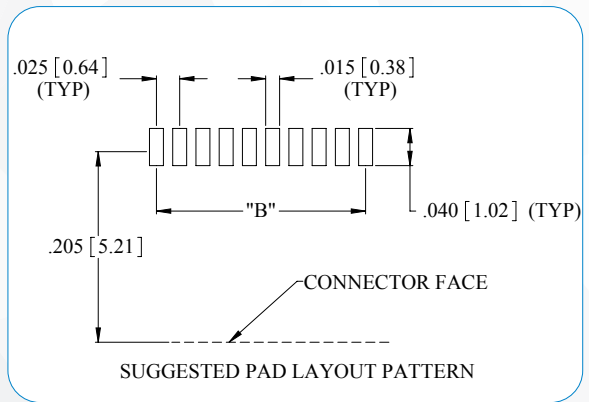 .025 [0.64]
(TYP)
.015 [0.38]
(TYP)
"B"
.040 [1.02] (TYP)
.205 [5.21]
CONNECTOR FACE
SUGGESTED PAD LAYOUT PATTERN